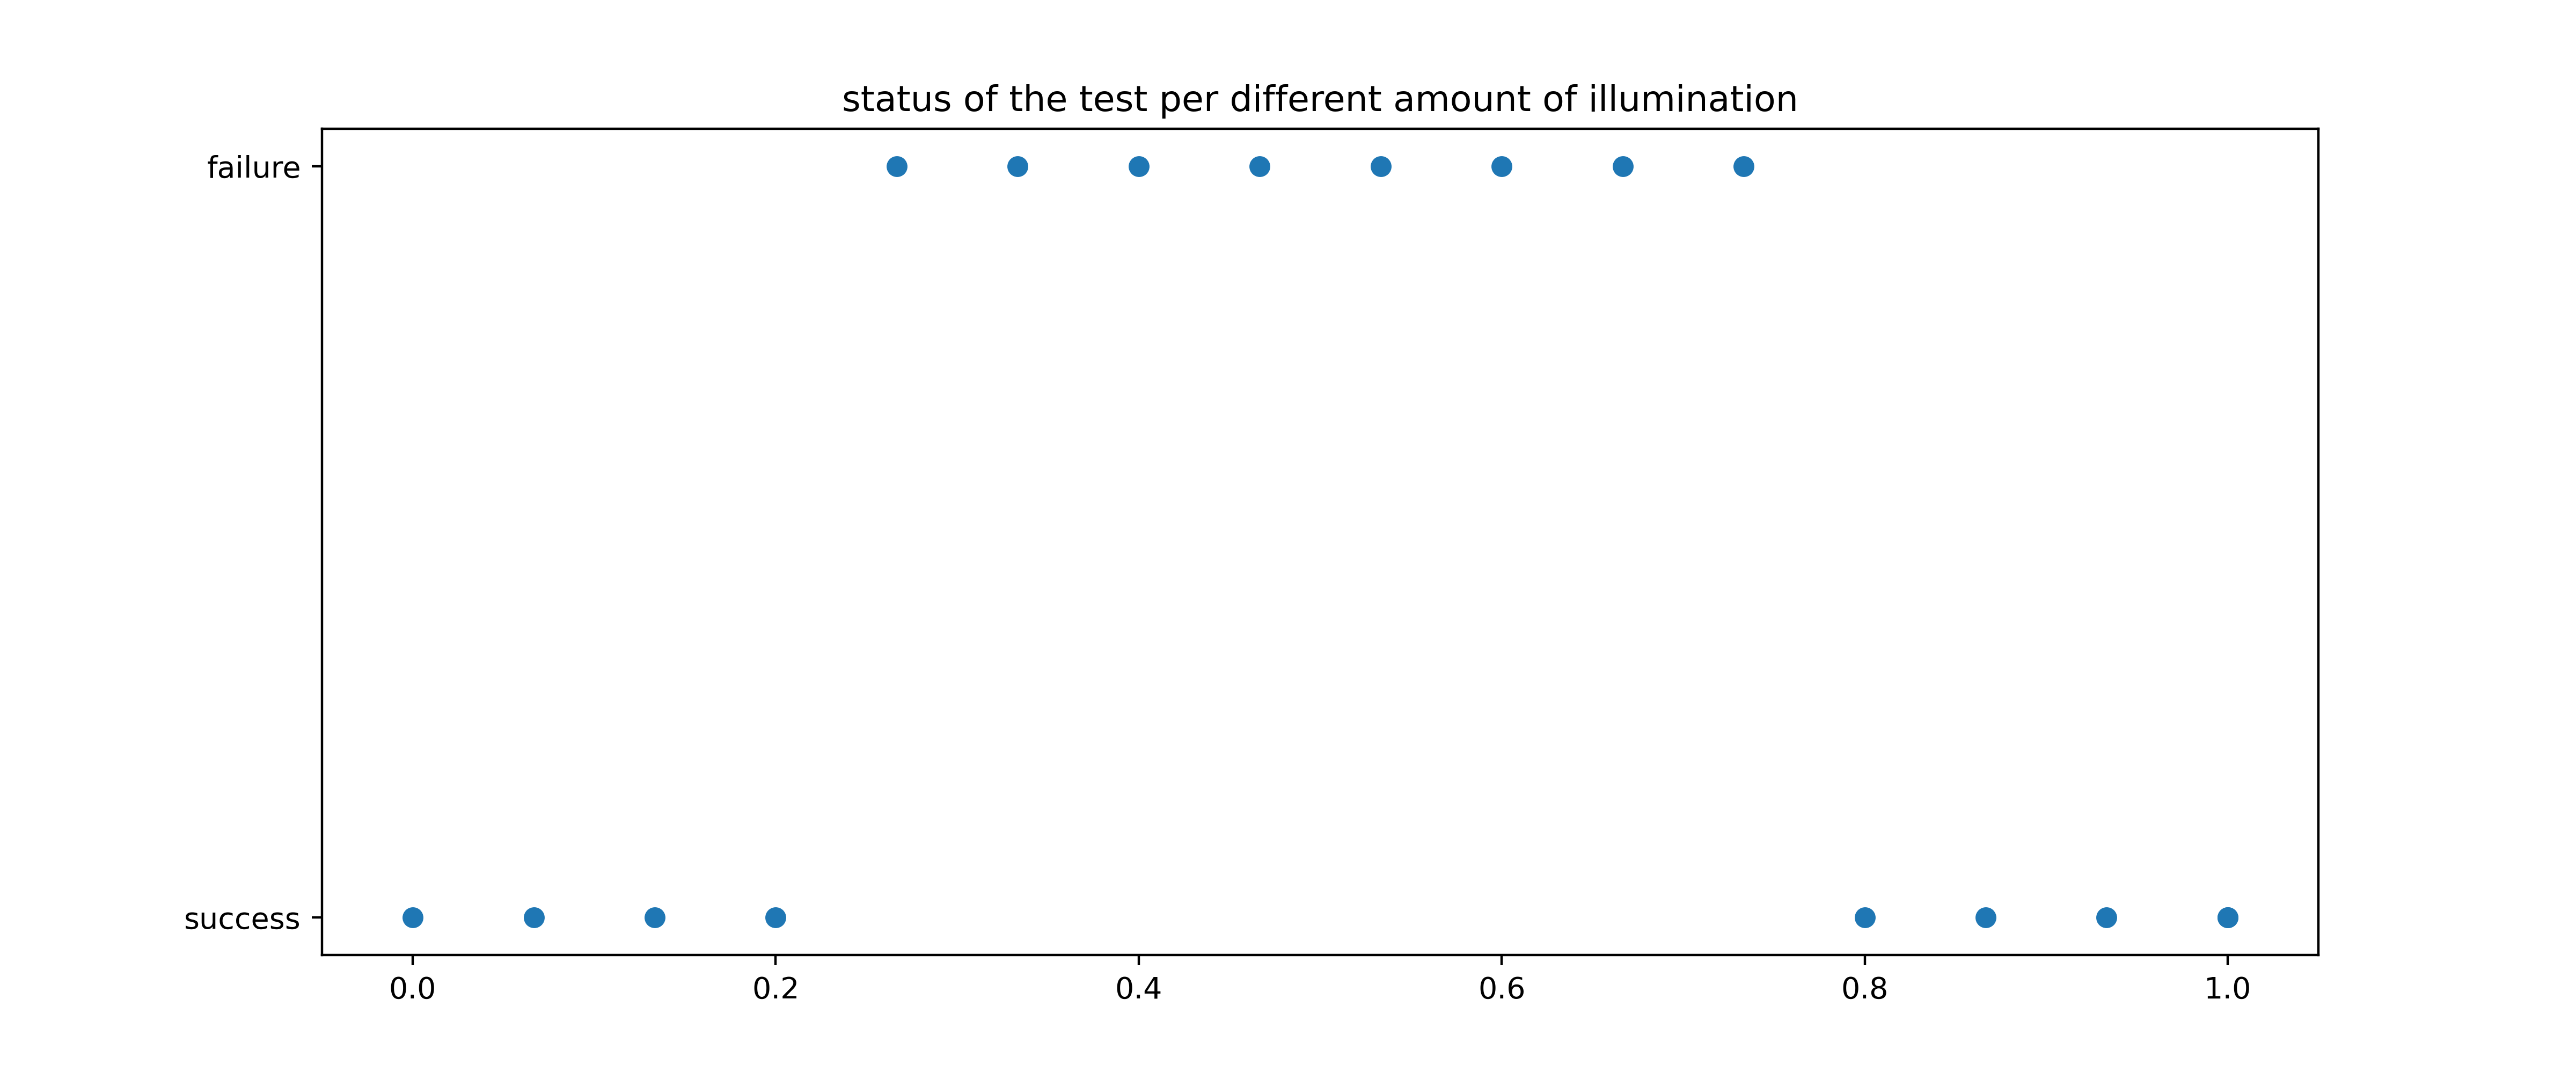 status of the test per different amount of illumination
failure
success
0.0 0.2 0.4 0.6 0.8 1.0